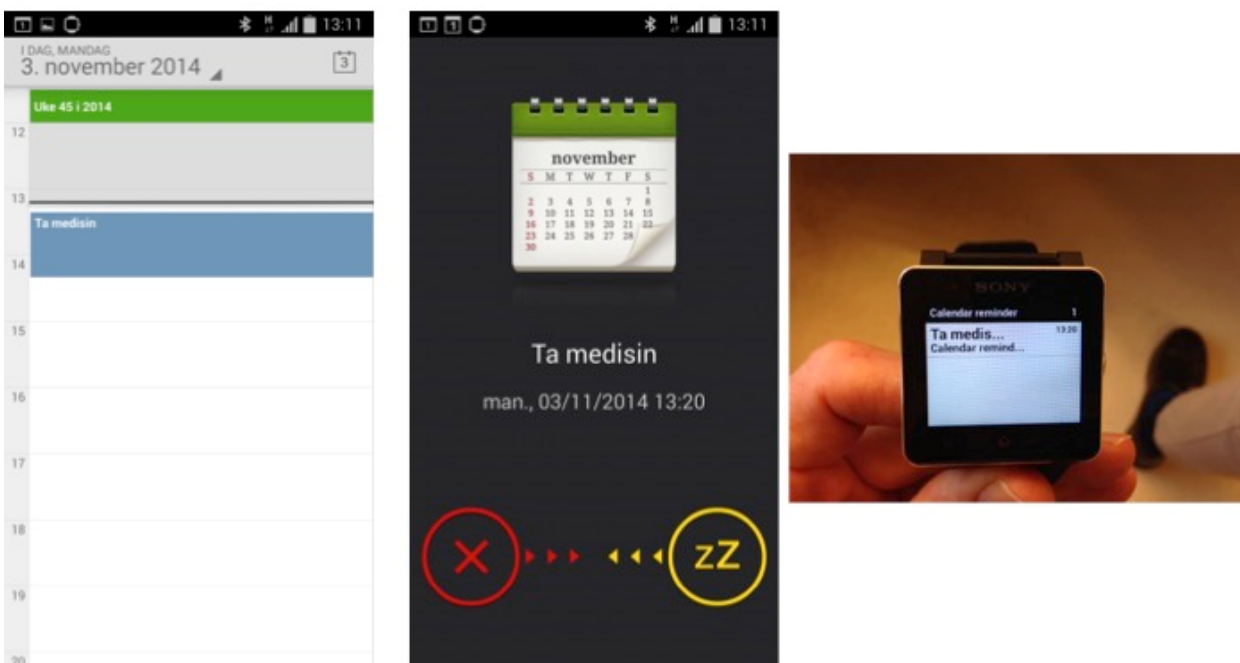 13:11
I DAG, MANDAG
3. november 2014
3
Uke 45 i 2014
12
13
Ta medisin
14
15
16
17
18
19
20
13:11
november
S M T W T F S
1
2 3 4 5 6 7 8
9 10 11 12 13 14 15
16 17 18 19 20 21 22
23 24 25 26 27 28
30
Ta medisin
man., 03/11/2014 13:20
zZ
SONY
Calendar reminder 1
Ta medis... 13:20
Calendar remind...